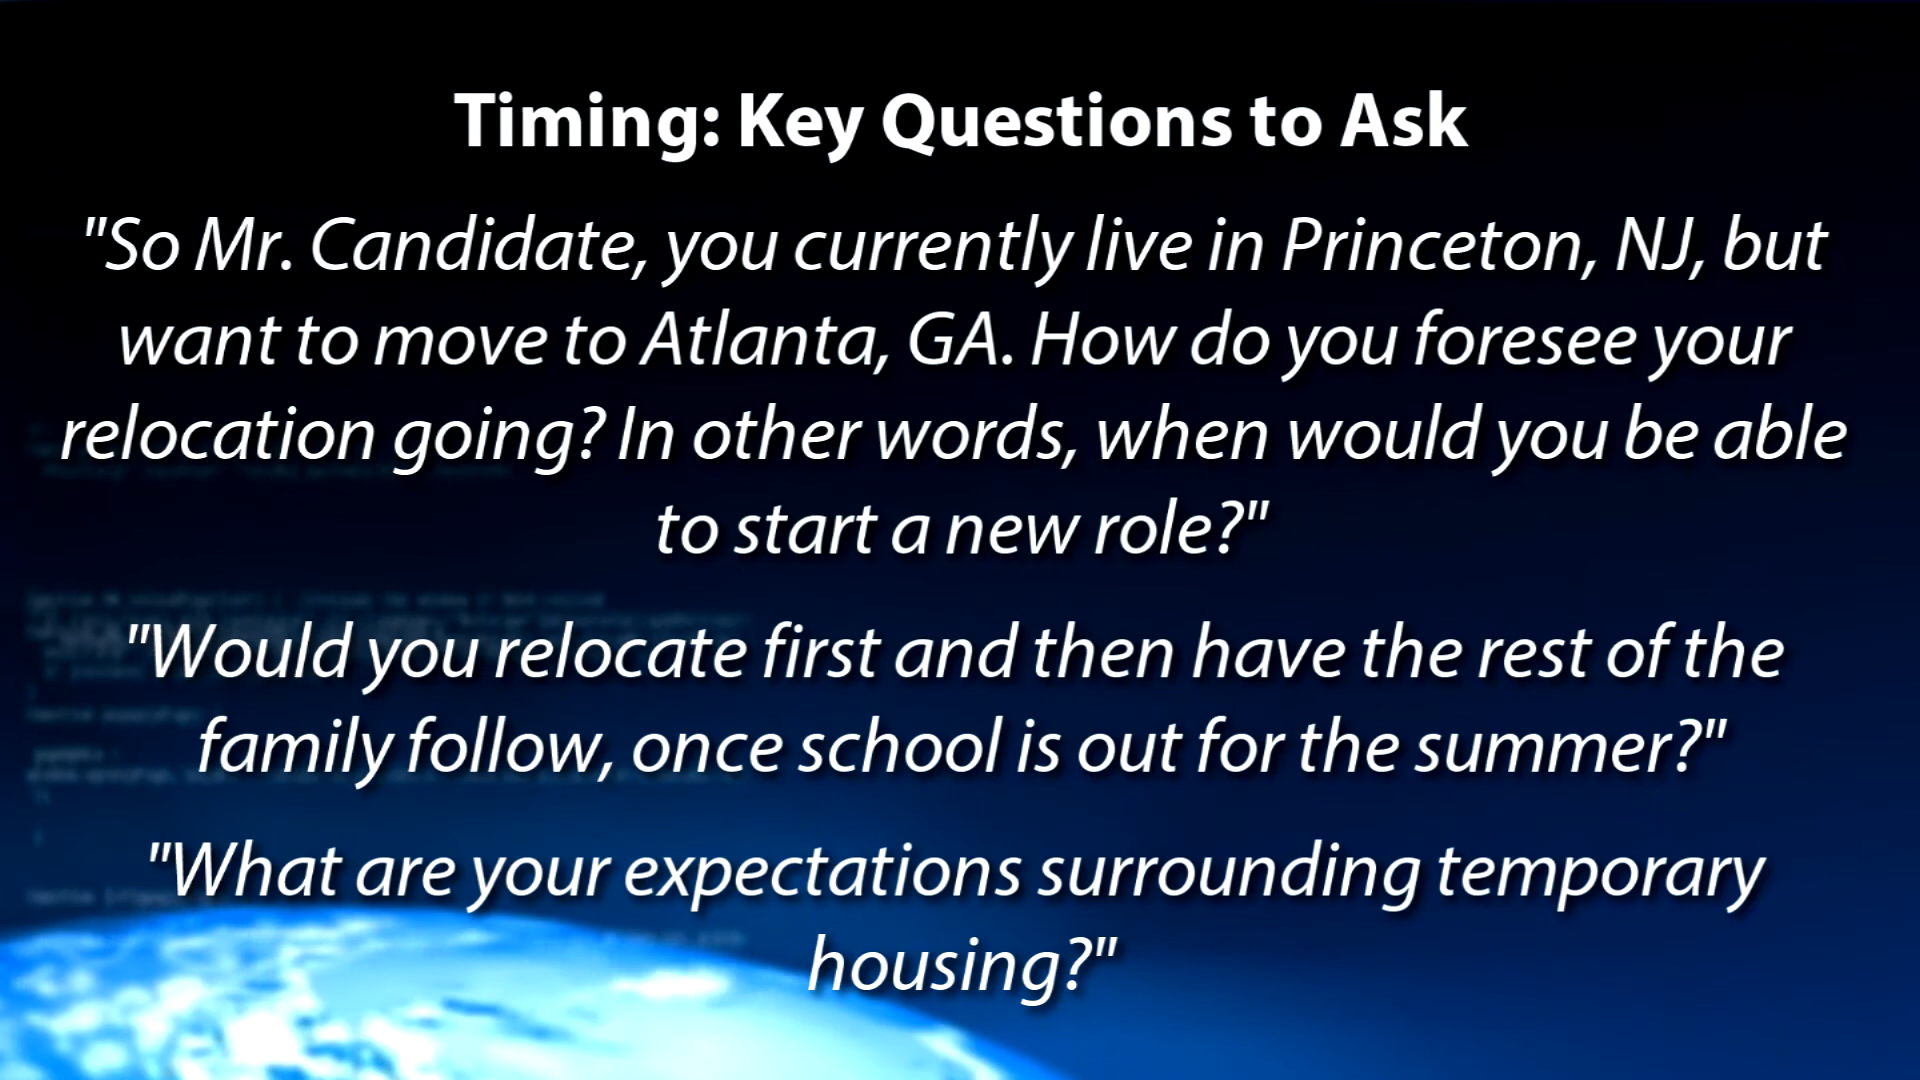 Timing: Key Questions to Ask
"So Mr. Candidate, you currently live in Princeton, NJ, but
want to move to Atlanta, GA. How do you foresee your
relocation going? In other words, when would you be able
to start a new role?"
"Would you relocate first and then have the rest of the
family follow, once school is out for the summer?"
"What are your expectations surrounding temporary
housing?"